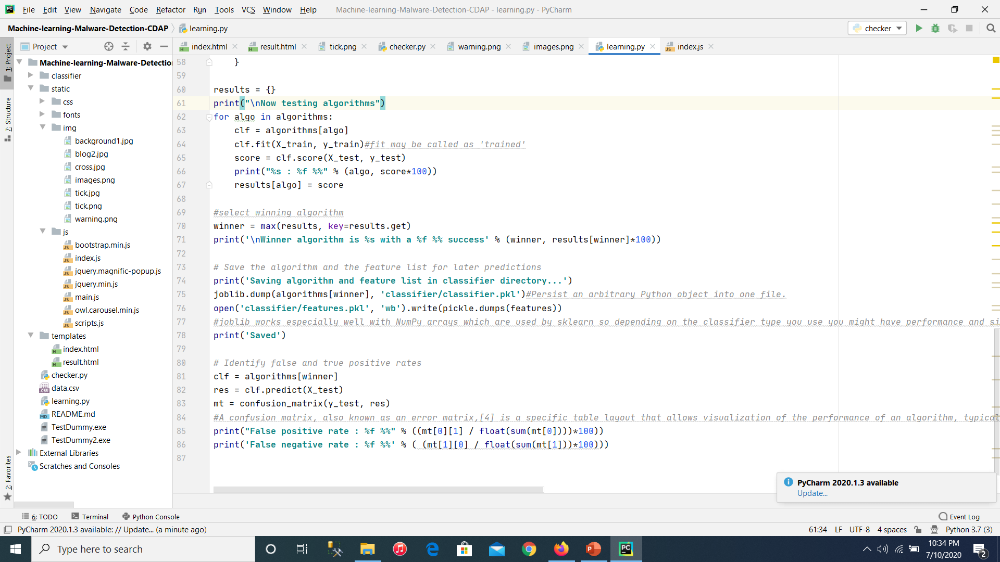 File Edit View Navigate Code Refactor Run Tools VCS Window Help Machine-learning-Malware-Detection-CDAP - learning.py - PyCharm
Machine-learning-Malware-Detection-CDAP learning.py checker
Project index.html result.html tick.png checker.py warning.png images.png learning.py index.js
1: Project
7: Structure
2: Favorites
Machine-learning-Malware-Detection
classifier
static
css
fonts
img
background1.jpg
blog2.jpg
cross.jpg
images.png
tick.jpg
tick.png
warning.png
js
bootstrap.min.js
index.js
jquery.magnific-popup.js
jquery.min.js
main.js
owl.carousel.min.js
scripts.js
templates
index.html
result.html
checker.py
data.csv
learning.py
README.md
TestDummy.exe
TestDummy2.exe
External Libraries
Scratches and Consoles
58 }
59
60 results = {}
61 print("\nNow testing algorithms")
62 for algo in algorithms:
63 clf = algorithms[algo]
64 clf.fit(X_train, y_train)#fit may be called as 'trained'
65 score = clf.score(X_test, y_test)
66 print("%s : %f %%" % (algo, score*100))
67 results[algo] = score
68
69 #select winning algorithm
70 winner = max(results, key=results.get)
71 print('\nWinner algorithm is %s with a %f %% success' % (winner, results[winner]*100))
72
73 # Save the algorithm and the feature list for later predictions
74 print('Saving algorithm and feature list in classifier directory...')
75 joblib.dump(algorithms[winner], 'classifier/classifier.pkl')#Persist an arbitrary Python object into one file.
76 open('classifier/features.pkl', 'wb').write(pickle.dumps(features))
77 #joblib works especially well with NumPy arrays which are used by sklearn so depending on the classifier type you use you might have performance and si
78 print('Saved')
79
80 # Identify false and true positive rates
81 clf = algorithms[winner]
82 res = clf.predict(X_test)
83 mt = confusion_matrix(y_test, res)
84 #A confusion matrix, also known as an error matrix,[4] is a specific table layout that allows visualization of the performance of an algorithm, typical
85 print("False positive rate : %f %%" % ((mt[0][1] / float(sum(mt[0])))*100))
86 print('False negative rate : %f %%' % ( (mt[1][0] / float(sum(mt[1]))*100)))
87
PyCharm 2020.1.3 available
Update...
6: TODO Terminal Python Console Event Log
PyCharm 2020.1.3 available: // Update... (a minute ago) 61:34 LF UTF-8 4 spaces Python 3.7 (3)
Type here to search
10:34 PM
7/10/2020
2